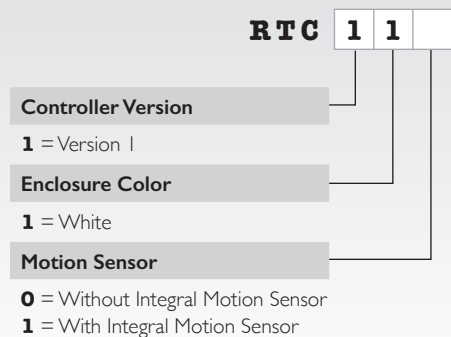 RTC 1 1
Controller Version
1 = Version 1
Enclosure Color
1 = White
Motion Sensor
0 = Without Integral Motion Sensor
1 = With Integral Motion Sensor